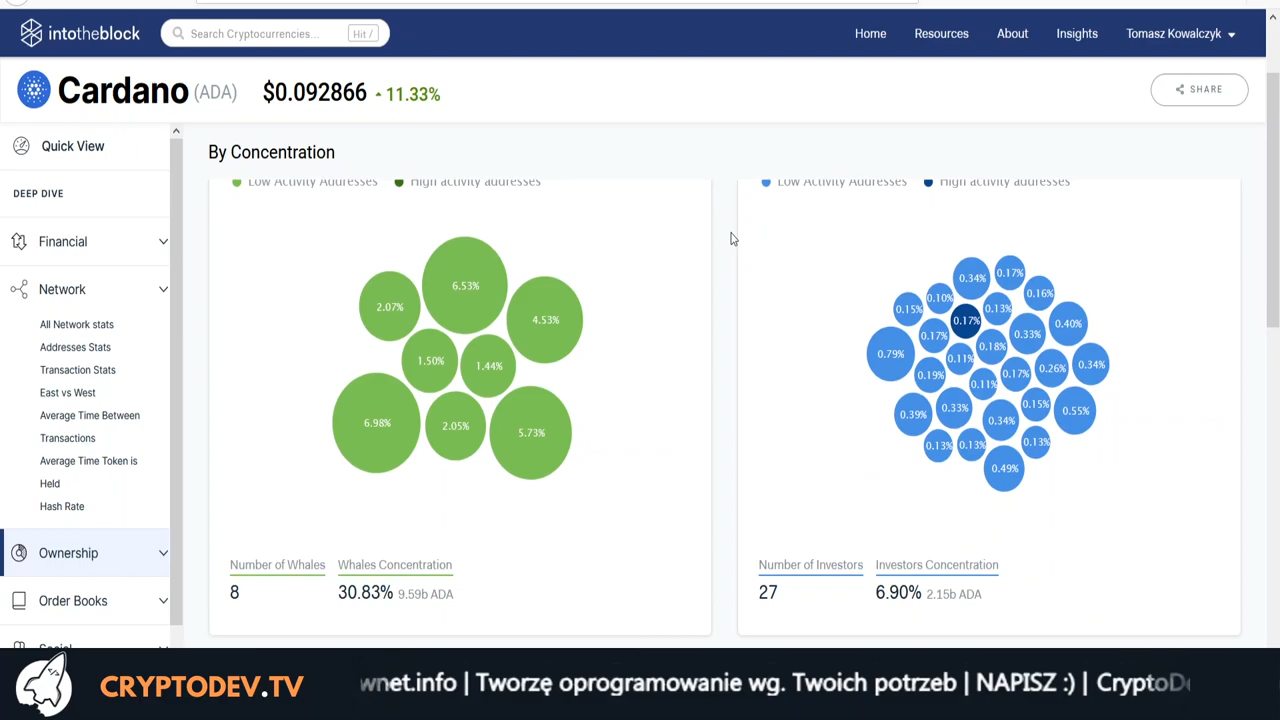 intotheblock
Search Cryptocurrencies...
Hit /
Home
Resources
About
Insights
Tomasz Kowalczyk
Cardano (ADA) $0.092866 11.33%
SHARE
Quick View
DEEP DIVE
Financial
Network
All Network stats
Addresses Stats
Transaction Stats
East vs West
Average Time Between
Transactions
Average Time Token is
Held
Hash Rate
Ownership
Order Books
Social
By Concentration
Low Activity Addresses
High activity addresses
6.53%
2.07%
4.53%
1.50%
1.44%
6.98%
2.05%
5.73%
Number of Whales
8
Whales Concentration
30.83% 9.59b ADA
Low Activity Addresses
High activity addresses
0.34%
0.17%
0.10%
0.16%
0.15%
0.13%
0.17%
0.40%
0.17%
0.33%
0.18%
0.79%
0.11%
0.34%
0.26%
0.19%
0.17%
0.11%
0.15%
0.33%
0.55%
0.39%
0.34%
0.13%
0.13%
0.13%
0.49%
Number of Investors
27
Investors Concentration
6.90% 2.15b ADA
CRYPTODEV.TV
wnet.info | Tworzę oprogramowanie wg. Twoich potrzeb | NAPISZ :) | CryptoDe